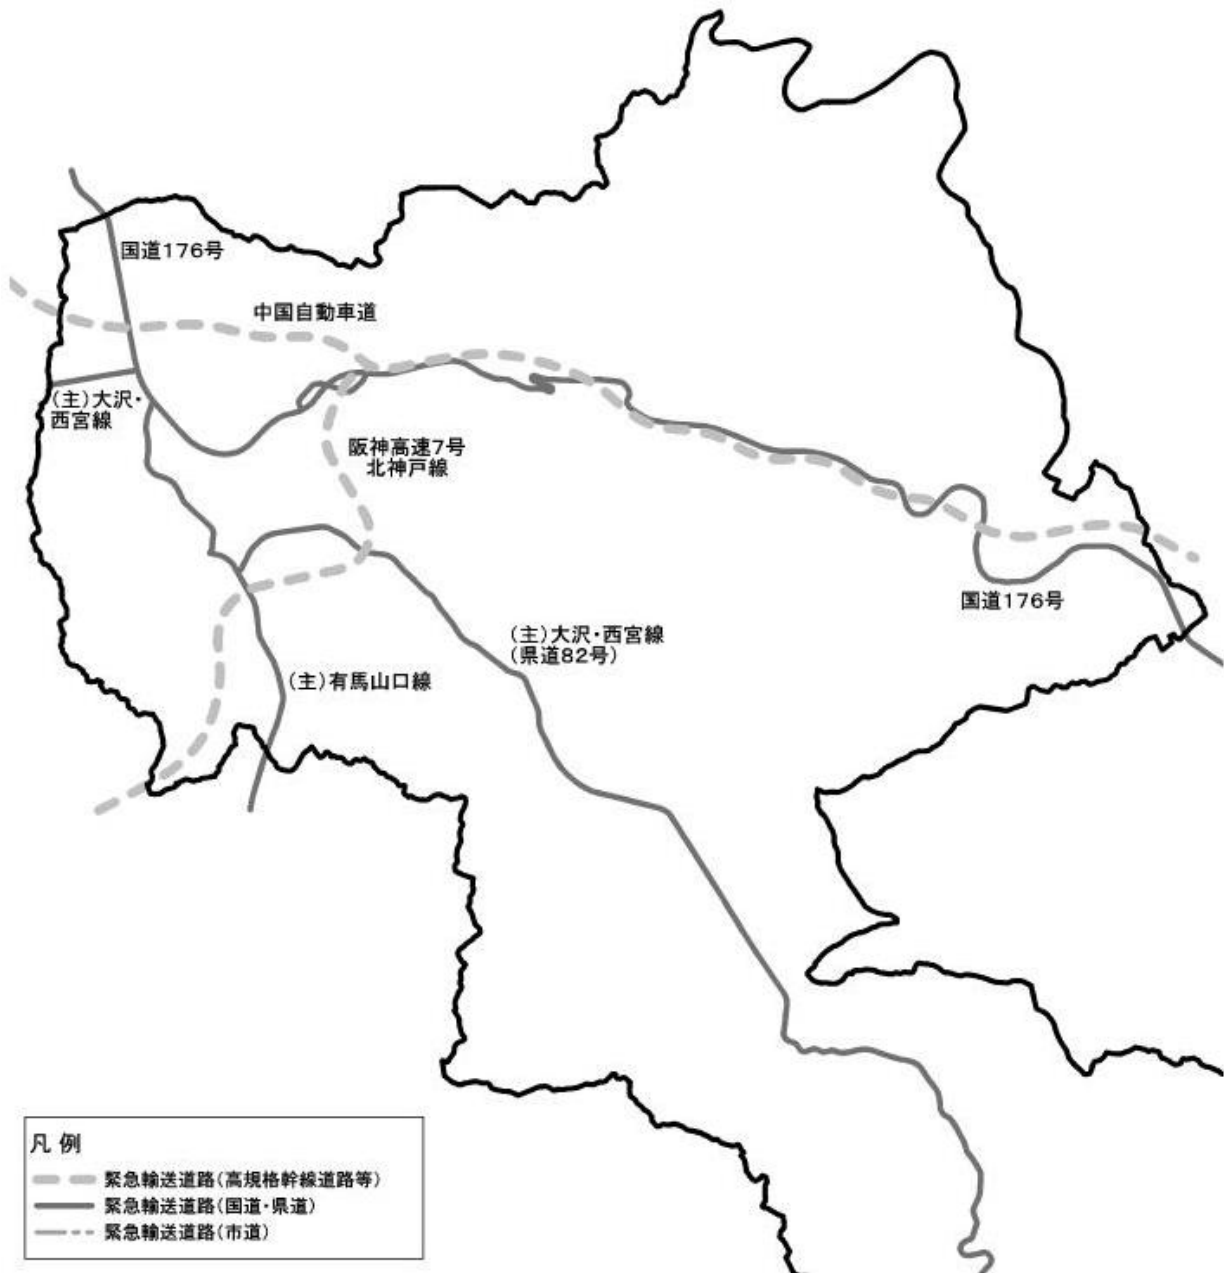 国道176号
中国自動車道
(主)大沢・
西宮線
阪神高速7号
北神戸線
国道176号
(主)大沢・西宮線
(県道82号)
(主)有馬山口線
凡 例
緊急輸送道路(高規格幹線道路等)
緊急輸送道路(国道・県道)
緊急輸送道路(市道)